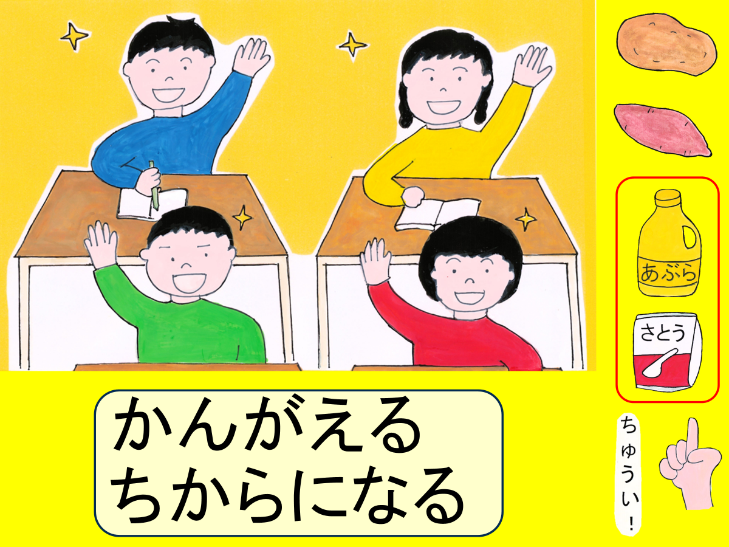 かんがえる
ちからになる
あぶら
さとう
ちゅうい！